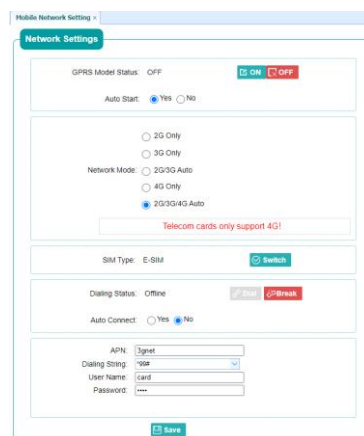 Mobile Network Setting ×
Network Settings
GPRS Model Status: OFF ON OFF
Auto Start: Yes No
2G Only
3G Only
Network Mode: 2G/3G Auto
4G Only
2G/3G/4G Auto
Telecom cards only support 4G!
SIM Type: E-SIM Switch
Dialing Status: Offline Dial Break
Auto Connect: Yes No
APN: 3gnet
Dialing String: *99#
User Name: card
Password: ••••
Save